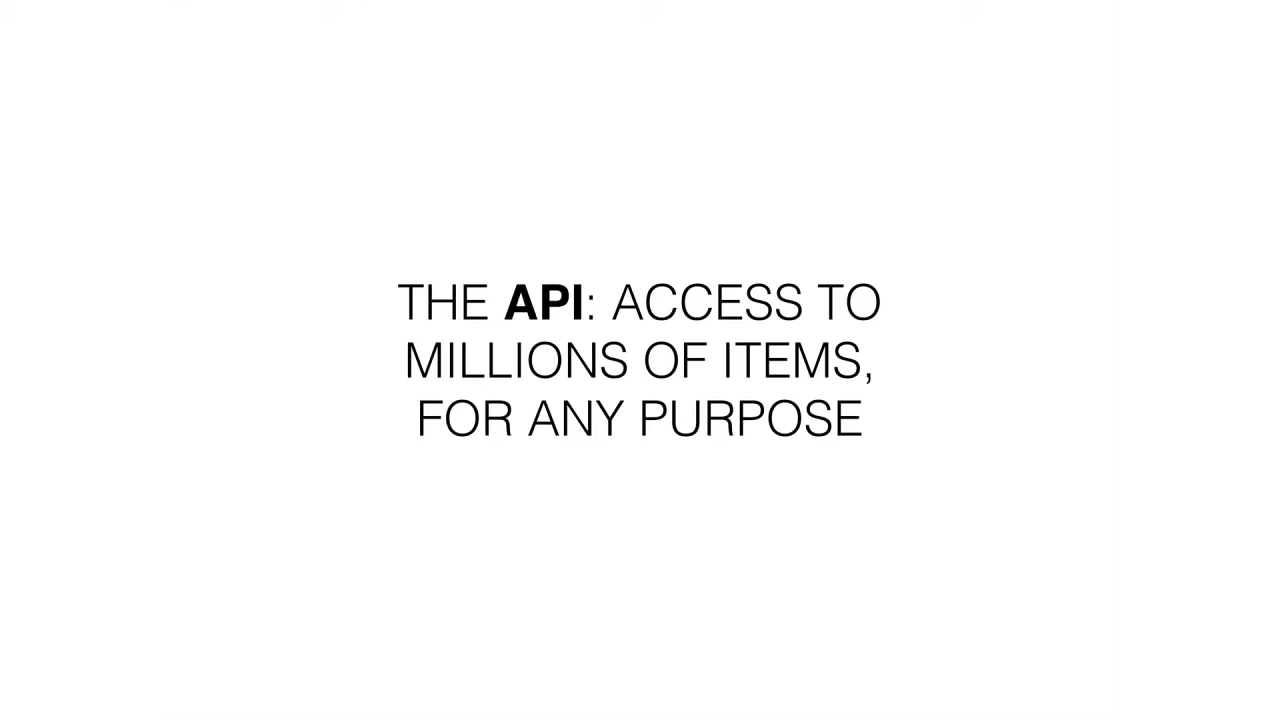 THE API: ACCESS TO
MILLIONS OF ITEMS,
FOR ANY PURPOSE